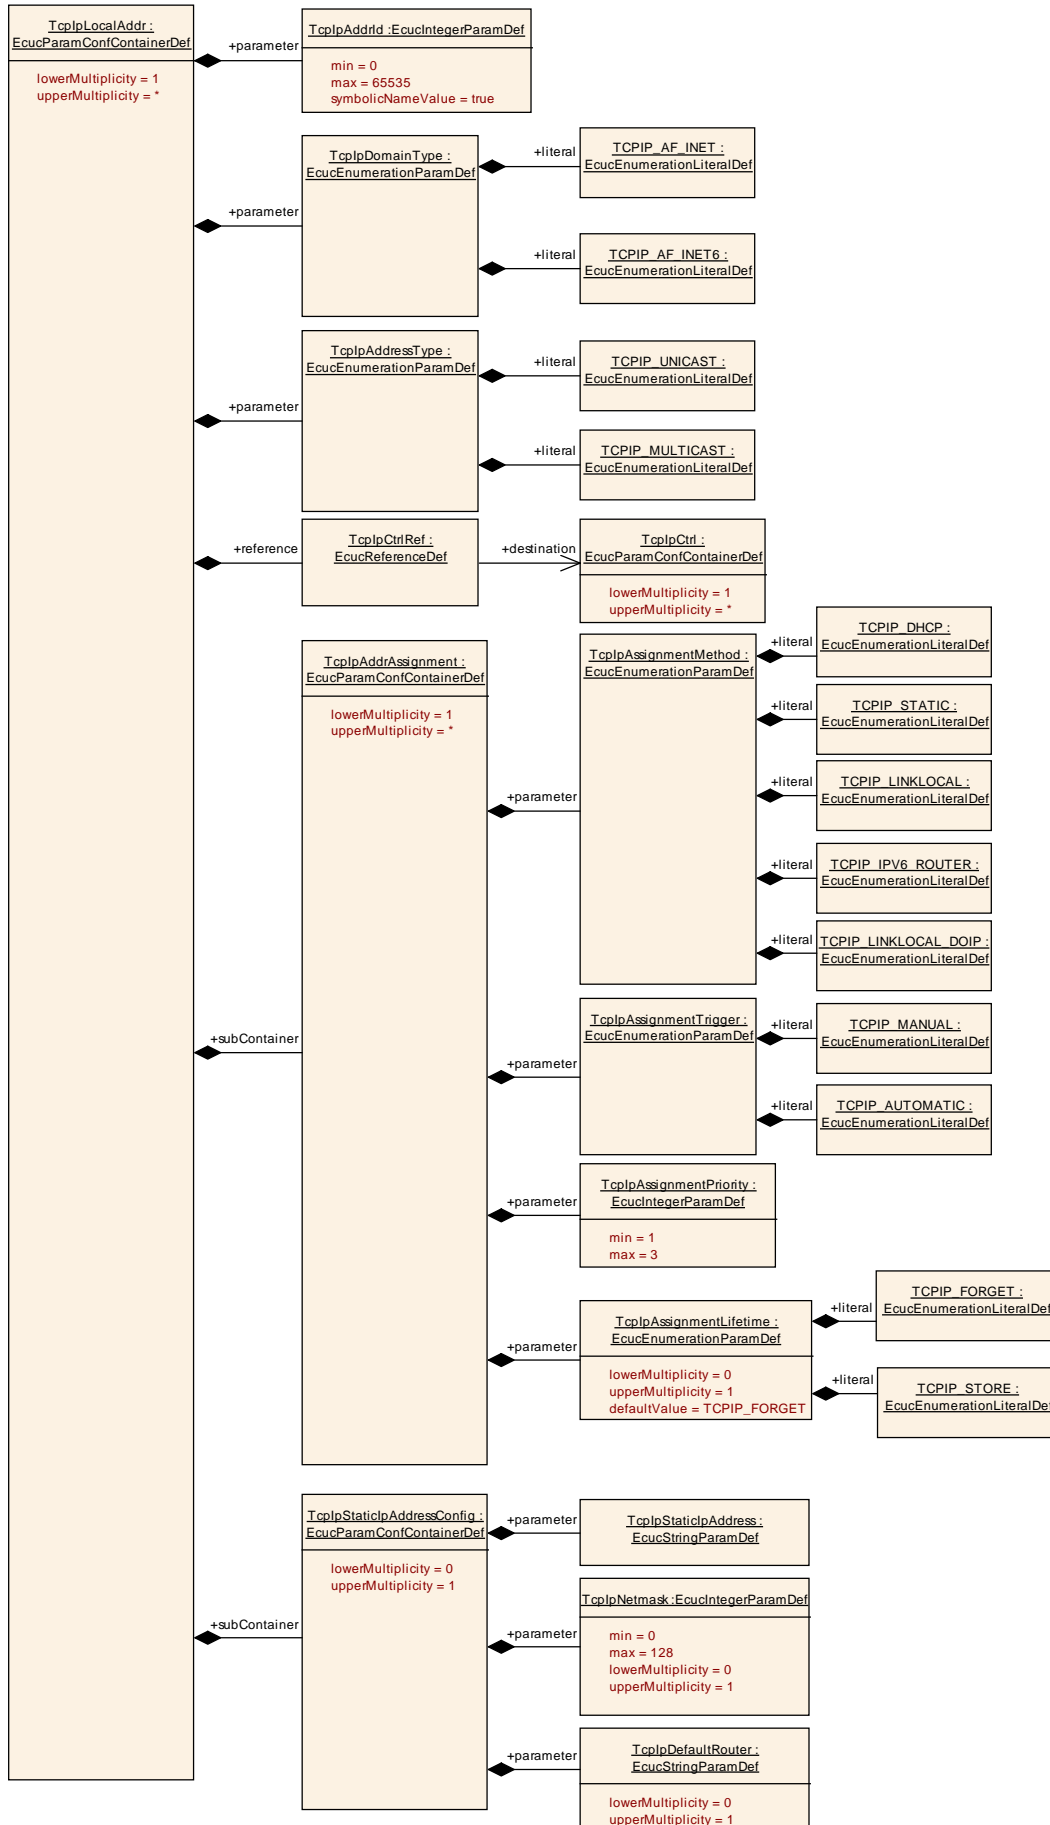 TcpIpLocalAddr :
EcucParamConfContainerDef
lowerMultiplicity = 1
upperMultiplicity = *
+parameter
TcpIpAddrId :EcucIntegerParamDef
min = 0
max = 65535
symbolicNameValue = true
+parameter
TcpIpDomainType :
EcucEnumerationParamDef
+literal
TCPIP_AF_INET :
EcucEnumerationLiteralDef
+literal
TCPIP_AF_INET6 :
EcucEnumerationLiteralDef
+parameter
TcpIpAddressType :
EcucEnumerationParamDef
+literal
TCPIP_UNICAST :
EcucEnumerationLiteralDef
+literal
TCPIP_MULTICAST :
EcucEnumerationLiteralDef
+reference
TcpIpCtrlRef :
EcucReferenceDef
+destination
TcpIpCtrl :
EcucParamConfContainerDef
lowerMultiplicity = 1
upperMultiplicity = *
+subContainer
TcpIpAddrAssignment :
EcucParamConfContainerDef
lowerMultiplicity = 1
upperMultiplicity = *
+parameter
TcpIpAssignmentMethod :
EcucEnumerationParamDef
+literal
TCPIP_DHCP :
EcucEnumerationLiteralDef
+literal
TCPIP_STATIC :
EcucEnumerationLiteralDef
+literal
TCPIP_LINKLOCAL :
EcucEnumerationLiteralDef
+literal
TCPIP_IPV6_ROUTER :
EcucEnumerationLiteralDef
+literal
TCPIP_LINKLOCAL_DOIP :
EcucEnumerationLiteralDef
+parameter
TcpIpAssignmentTrigger :
EcucEnumerationParamDef
+literal
TCPIP_MANUAL :
EcucEnumerationLiteralDef
+literal
TCPIP_AUTOMATIC :
EcucEnumerationLiteralDef
+parameter
TcpIpAssignmentPriority :
EcucIntegerParamDef
min = 1
max = 3
+parameter
TcpIpAssignmentLifetime :
EcucEnumerationParamDef
lowerMultiplicity = 0
upperMultiplicity = 1
defaultValue = TCPIP_FORGET
+literal
TCPIP_FORGET :
EcucEnumerationLiteralDef
+literal
TCPIP_STORE :
EcucEnumerationLiteralDef
+subContainer
TcpIpStaticIpAddressConfig :
EcucParamConfContainerDef
lowerMultiplicity = 0
upperMultiplicity = 1
+parameter
TcpIpStaticIpAddress :
EcucStringParamDef
+parameter
TcpIpNetmask :EcucIntegerParamDef
min = 0
max = 128
lowerMultiplicity = 0
upperMultiplicity = 1
+parameter
TcpIpDefaultRouter :
EcucStringParamDef
lowerMultiplicity = 0
upperMultiplicity = 1